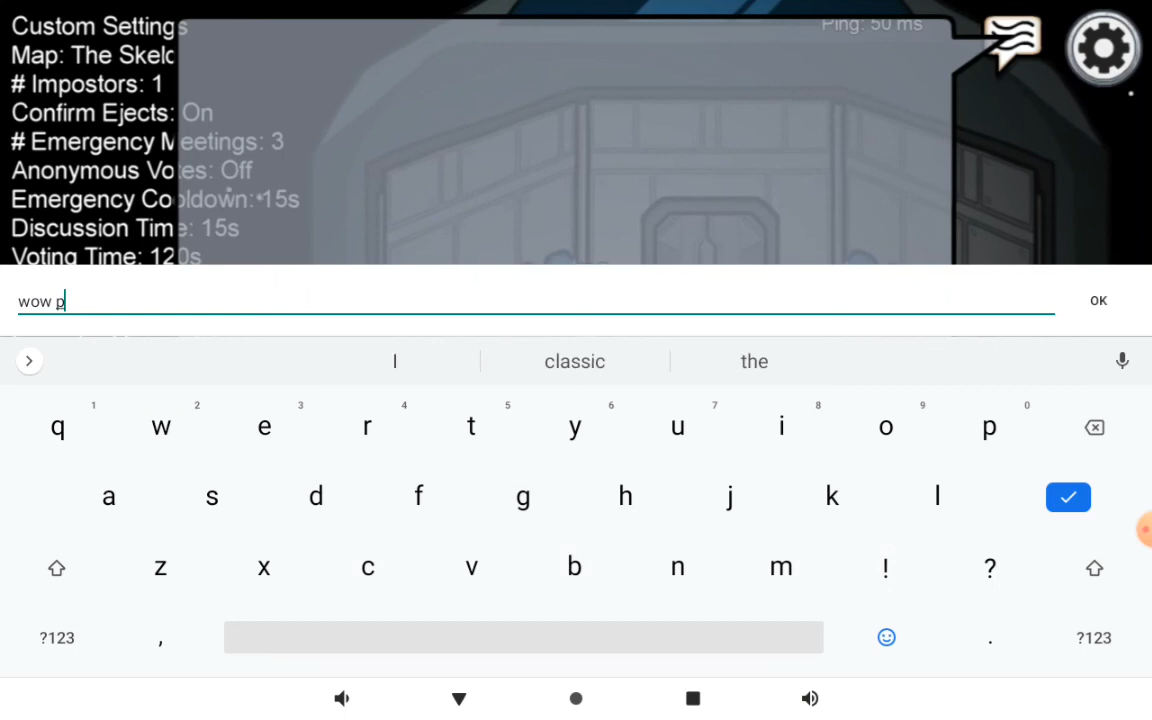 Custom Settings
Ping: 50 ms
Map: The Skeld
# Impostors: 1
Confirm Ejects: On
# Emergency Meetings: 3
Anonymous Votes: Off
Emergency Cooldown: 15s
Discussion Time: 15s
Voting Time: 120s
wow p
OK
I classic the
1 2 3 4 5 6 7 8 9 0
q w e r t y u i o p
a s d f g h j k l
z x c v b n m ! ?
?123 , . ?123